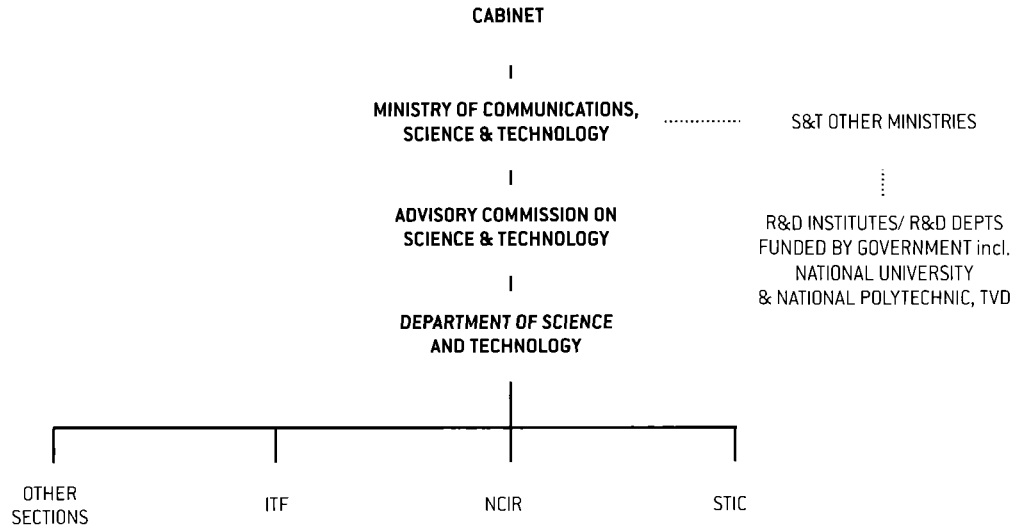 CABINET
MINISTRY OF COMMUNICATIONS,
SCIENCE & TECHNOLOGY
S&T OTHER MINISTRIES
ADVISORY COMMISSION ON
SCIENCE & TECHNOLOGY
R&D INSTITUTES/ R&D DEPTS
FUNDED BY GOVERNMENT incl.
NATIONAL UNIVERSITY
& NATIONAL POLYTECHNIC, TVD
DEPARTMENT OF SCIENCE
AND TECHNOLOGY
OTHER
SECTIONS
ITF
NCIR
STIC